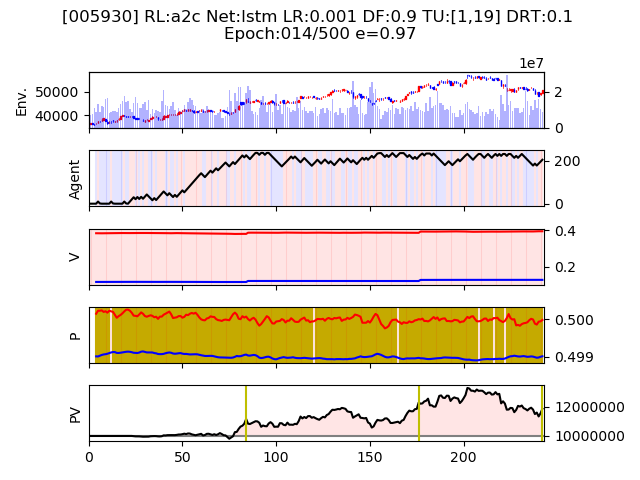 [005930] RL:a2c Net:lstm LR:0.001 DF:0.9 TU:[1,19] DRT:0.1
Epoch:014/500 e=0.97
1e7
Env.
50000
40000
2
0
Agent
200
0
V
0.4
0.2
P
0.500
0.499
PV
12000000
10000000
0 50 100 150 200